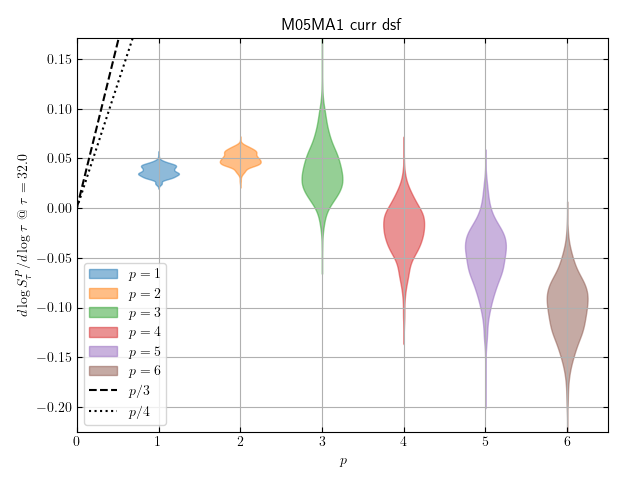 M05MA1 curr dsf
d log S_τ^p / d log τ @ τ = 32.0
0.15
0.10
0.05
0.00
−0.05
−0.10
−0.15
−0.20
p = 1
p = 2
p = 3
p = 4
p = 5
p = 6
p/3
p/4
0 1 2 3 4 5 6
p